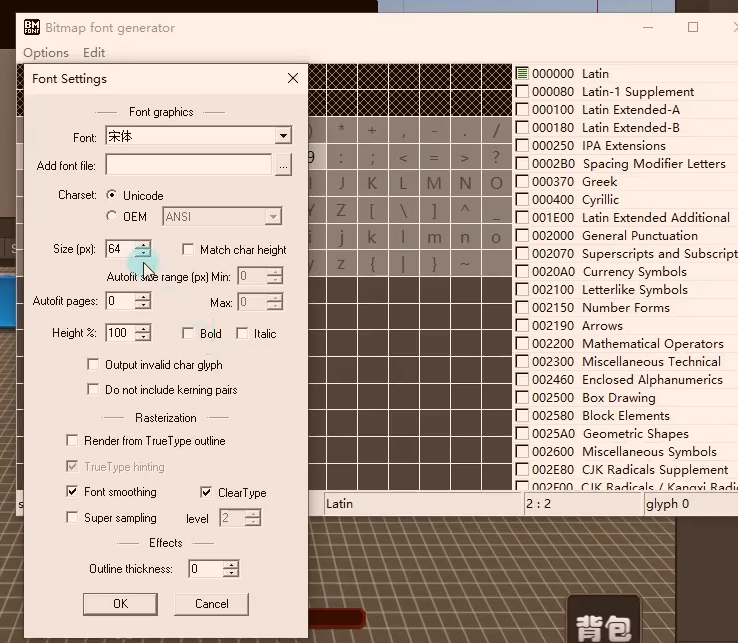 BM FONT Bitmap font generator
Options Edit
Font Settings
Font graphics
Font: 宋体
Add font file: ...
Charset: Unicode
OEM ANSI
Size (px): 64 Match char height
Autofit size range (px) Min: 0
Autofit pages: 0 Max: 0
Height %: 100 Bold Italic
Output invalid char glyph
Do not include kerning pairs
Rasterization
Render from TrueType outline
TrueType hinting
Font smoothing ClearType
Super sampling level 2
Effects
Outline thickness: 0
OK Cancel
) * + , - . /
9 : ; < = > ?
J K L M N O
Y Z [ \ ] ^ _
i j k l m n o
y z { | } ~
000000 Latin
000080 Latin-1 Supplement
000100 Latin Extended-A
000180 Latin Extended-B
000250 IPA Extensions
0002B0 Spacing Modifier Letters
000370 Greek
000400 Cyrillic
001E00 Latin Extended Additional
002000 General Punctuation
002070 Superscripts and Subscript
0020A0 Currency Symbols
002100 Letterlike Symbols
002150 Number Forms
002190 Arrows
002200 Mathematical Operators
002300 Miscellaneous Technical
002460 Enclosed Alphanumerics
002500 Box Drawing
002580 Block Elements
0025A0 Geometric Shapes
002600 Miscellaneous Symbols
002E80 CJK Radicals Supplement
002F00 CJK Radicals / Kangxi Radi
Latin 2 : 2 glyph 0
背包